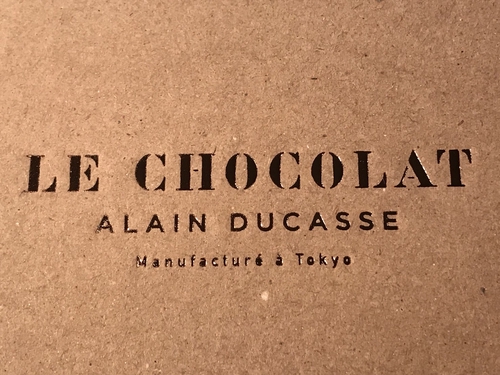 LE CHOCOLAT
ALAIN DUCASSE
Manufacturé à Tokyo